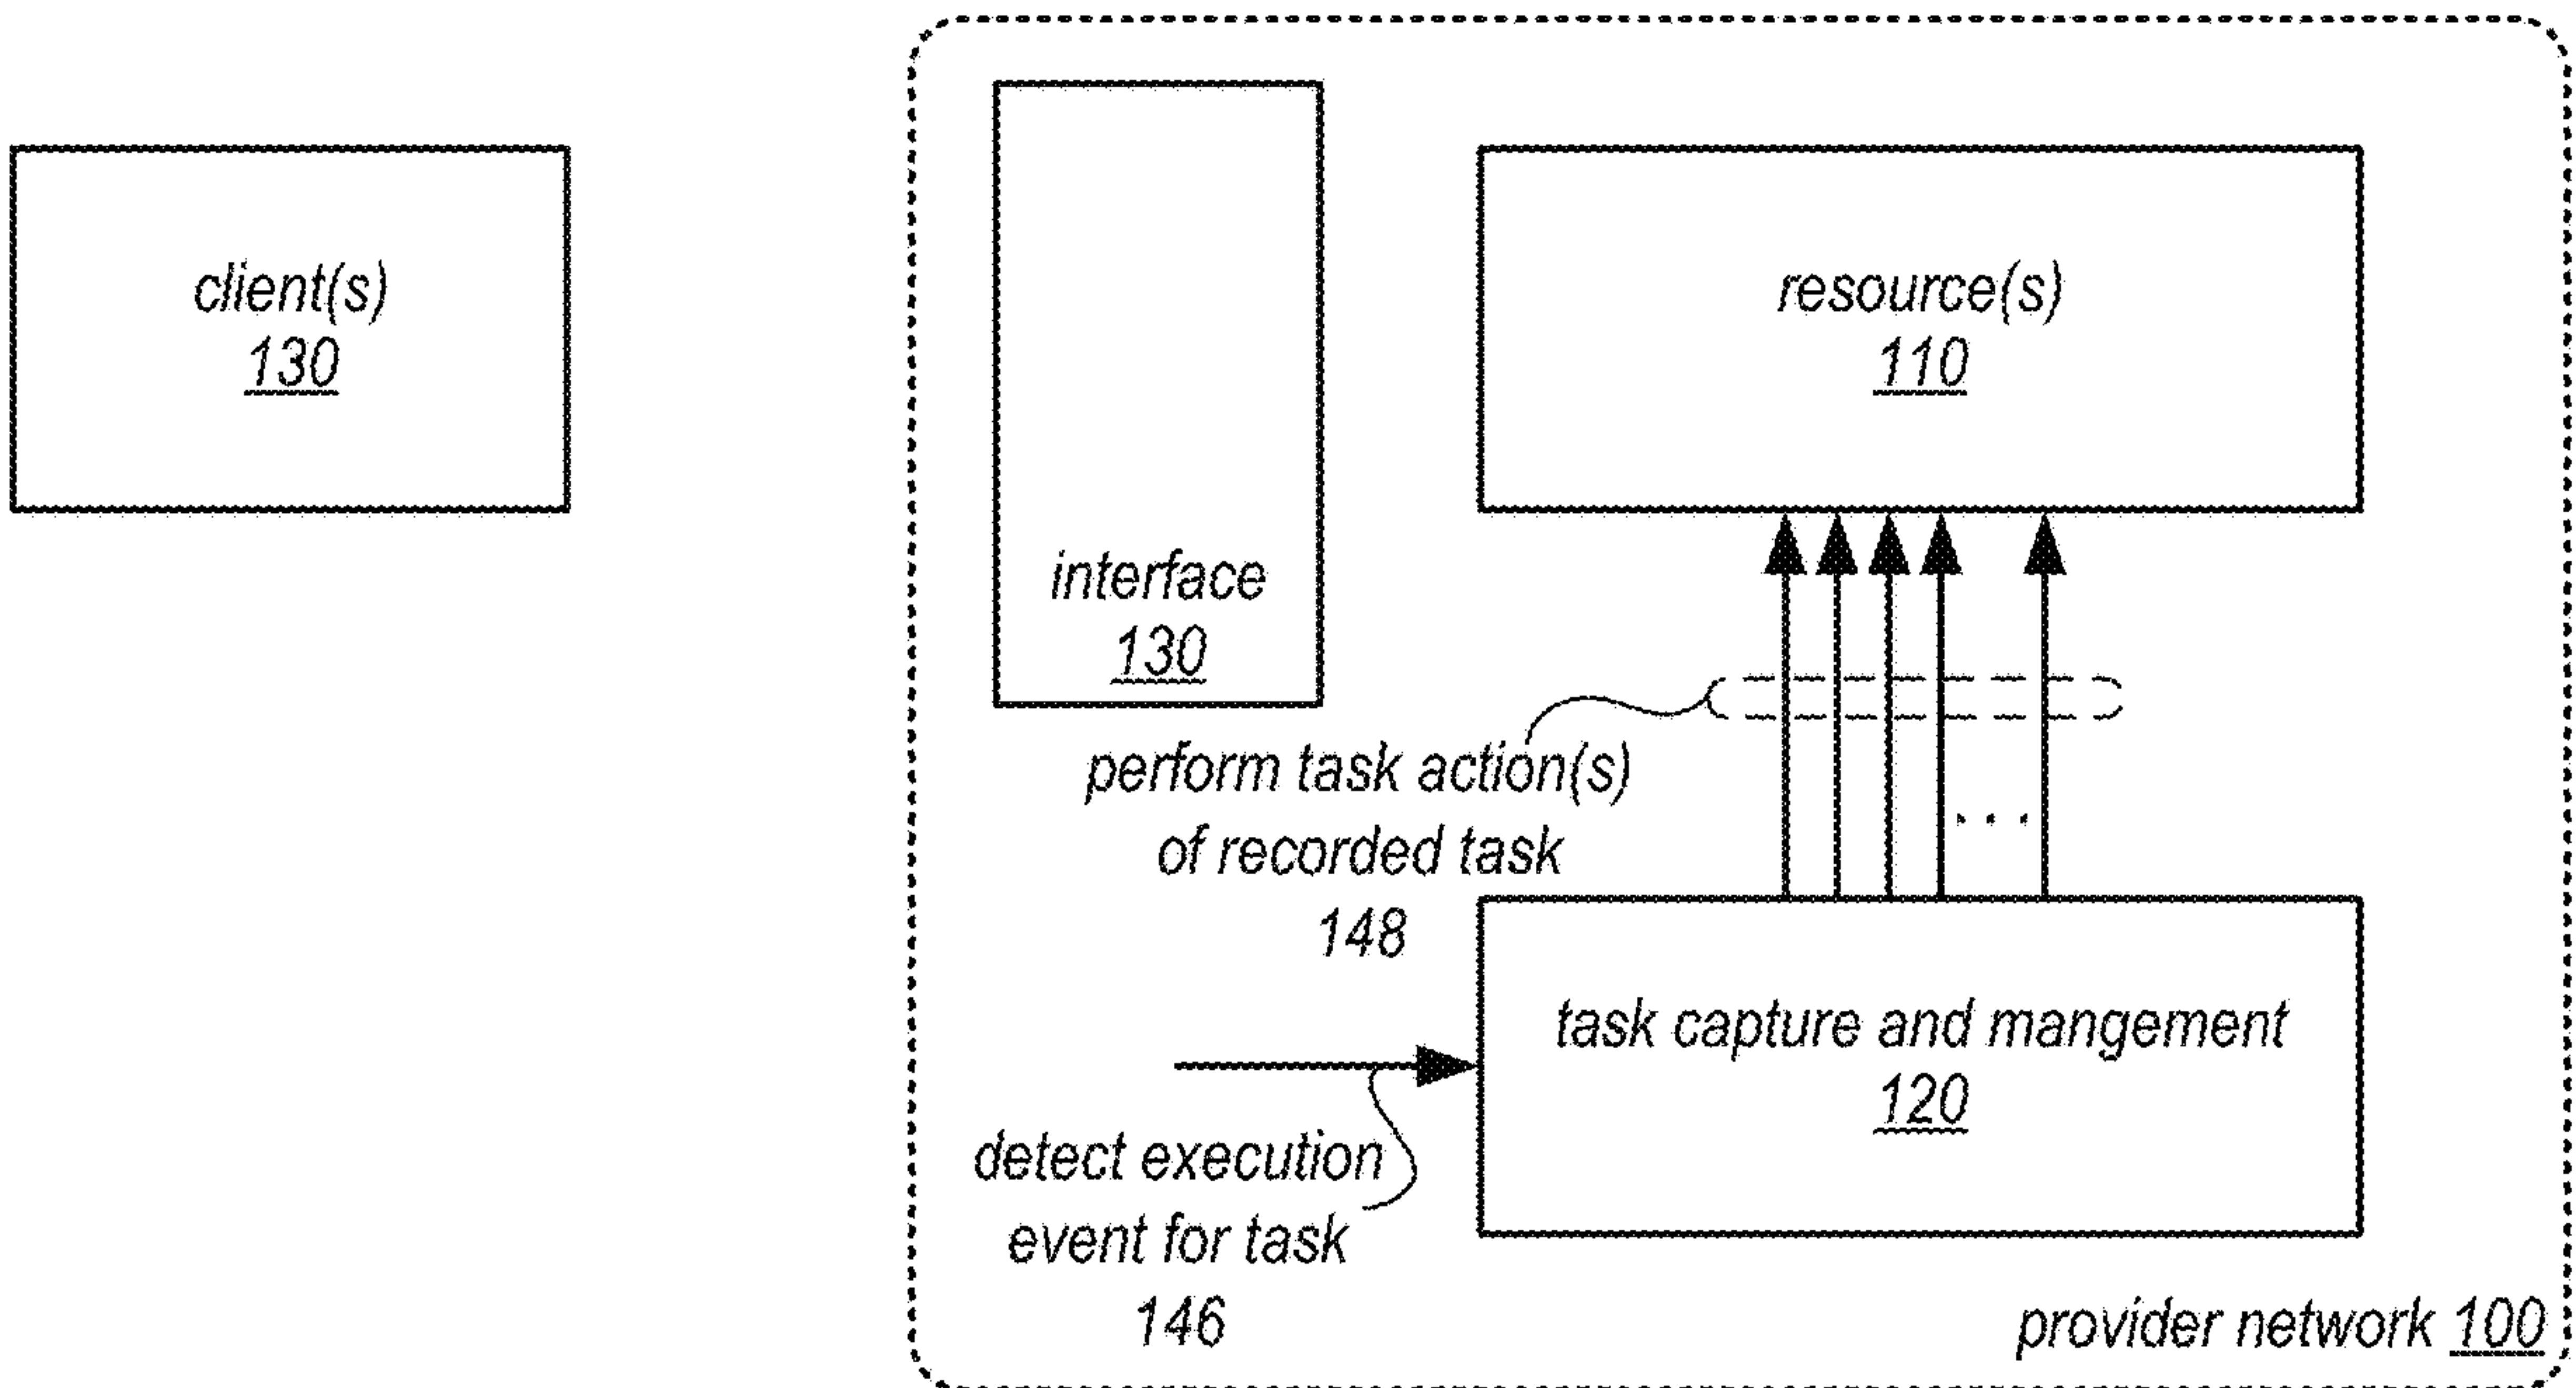 client(s)
130
interface
130
resource(s)
110
perform task action(s)
of recorded task
148
...
task capture and mangement
120
detect execution
event for task
146
provider network 100